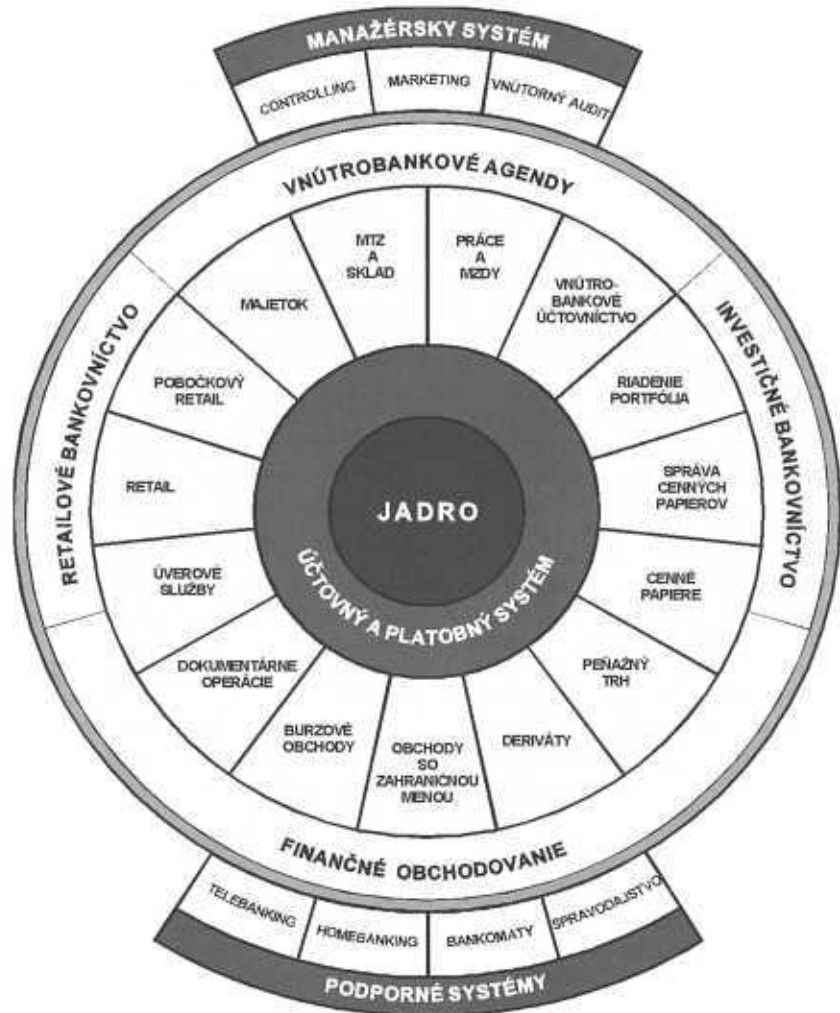 MANAŽÉRSKY SYSTÉM
CONTROLLING
MARKETING
VNÚTORNÝ AUDIT
VNÚTROBANKOVÉ AGENDY
MTZ
A
SKLAD
PRÁCE
A
MZDY
MAJETOK
VNÚTRO-
BANKOVÉ
ÚČTOVNÍCTVO
RETAILOVÉ BANKOVNÍCTVO
INVESTIČNÉ BANKOVNÍCTVO
POBOČKOVÝ
RETAIL
RIADENIE
PORTFÓLIA
RETAIL
SPRÁVA
CENNÝCH
PAPIEROV
JADRO
ÚČTOVNÝ A PLATOBNÝ SYSTÉM
ÚVEROVÉ
SLUŽBY
CENNÉ
PAPIERE
DOKUMENTÁRNE
OPERÁCIE
PEŇAŽNÝ
TRH
BURZOVÉ
OBCHODY
OBCHODY
SO
ZAHRANIČNOU
MENOU
DERIVÁTY
FINANČNÉ OBCHODOVANIE
TELEBANKING
HOMEBANKING
BANKOMATY
SPRAVODAJSTVO
PODPORNÉ SYSTÉMY